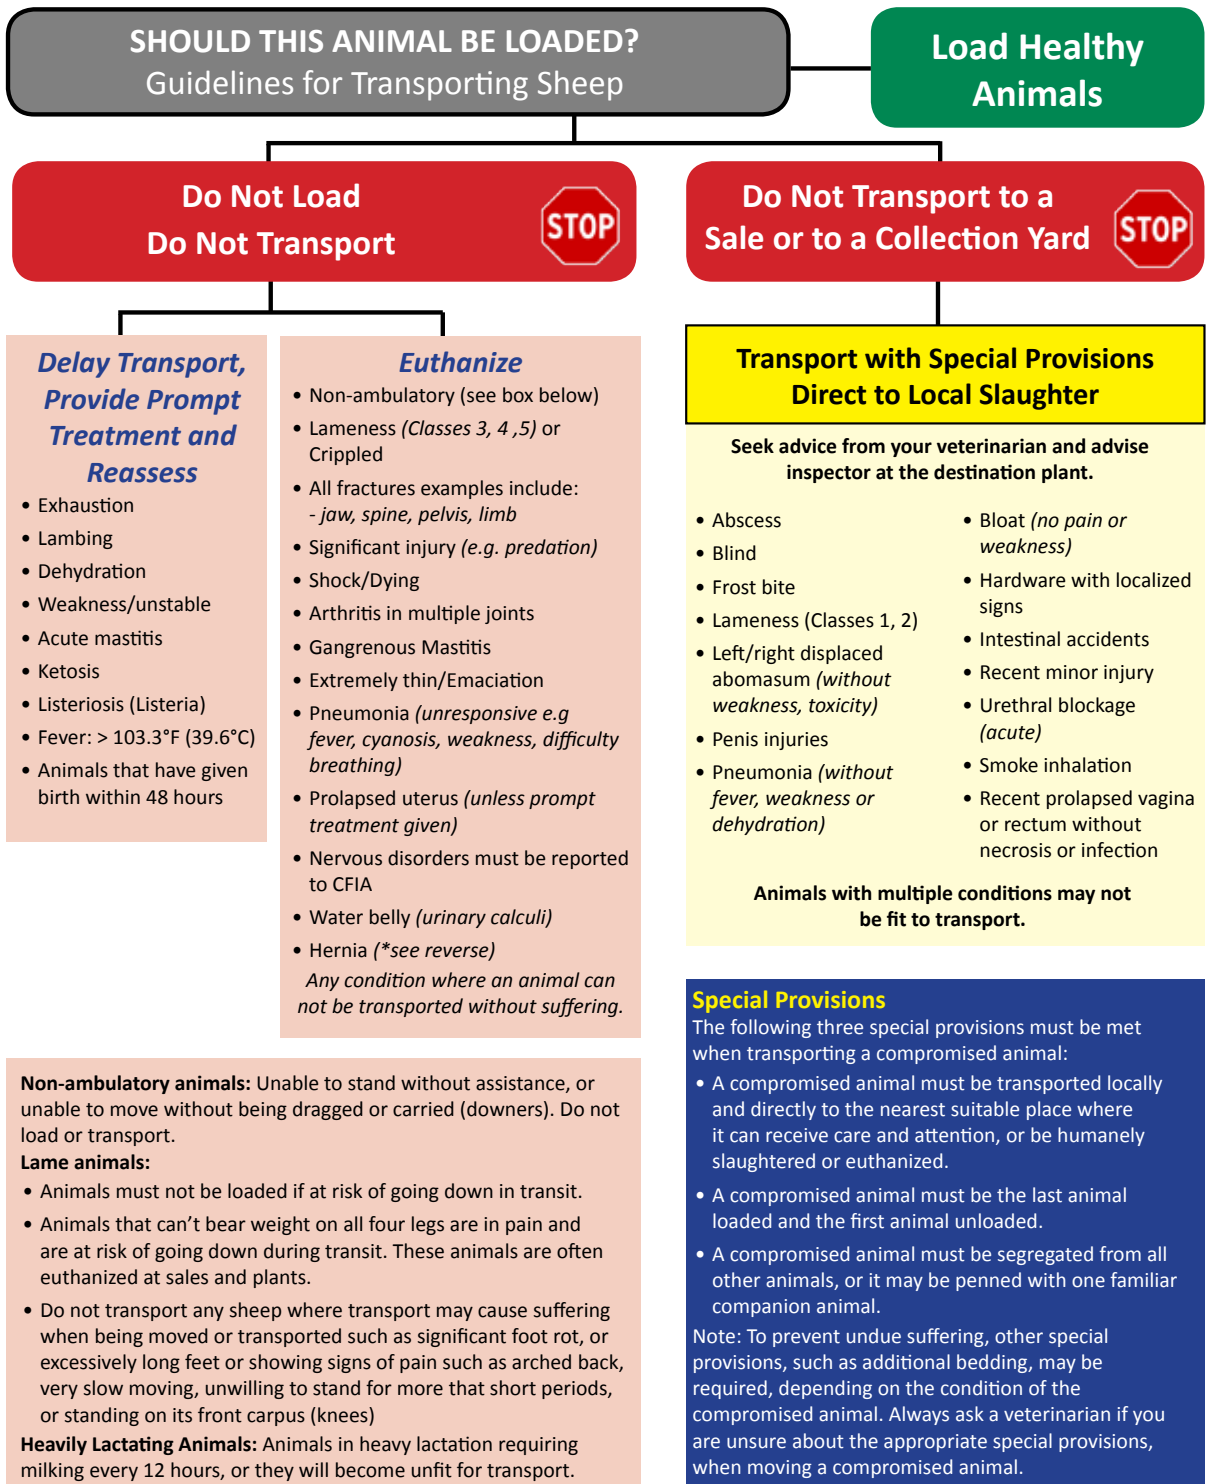 SHOULD THIS ANIMAL BE LOADED?
Guidelines for Transporting Sheep
Load Healthy
Animals
Do Not Load
Do Not Transport
STOP
Do Not Transport to a
Sale or to a Collection Yard
STOP
Delay Transport,
Provide Prompt
Treatment and
Reassess
• Exhaustion
• Lambing
• Dehydration
• Weakness/unstable
• Acute mastitis
• Ketosis
• Listeriosis (Listeria)
• Fever: > 103.3°F (39.6°C)
• Animals that have given
birth within 48 hours
Euthanize
• Non-ambulatory (see box below)
• Lameness (Classes 3, 4 ,5) or
Crippled
• All fractures examples include:
- jaw, spine, pelvis, limb
• Significant injury (e.g. predation)
• Shock/Dying
• Arthritis in multiple joints
• Gangrenous Mastitis
• Extremely thin/Emaciation
• Pneumonia (unresponsive e.g
fever, cyanosis, weakness, difficulty
breathing)
• Prolapsed uterus (unless prompt
treatment given)
• Nervous disorders must be reported
to CFIA
• Water belly (urinary calculi)
• Hernia (*see reverse)
Any condition where an animal can
not be transported without suffering.
Transport with Special Provisions
Direct to Local Slaughter
Seek advice from your veterinarian and advise
inspector at the destination plant.
• Abscess
• Blind
• Frost bite
• Lameness (Classes 1, 2)
• Left/right displaced
abomasum (without
weakness, toxicity)
• Penis injuries
• Pneumonia (without
fever, weakness or
dehydration)
• Bloat (no pain or
weakness)
• Hardware with localized
signs
• Intestinal accidents
• Recent minor injury
• Urethral blockage
(acute)
• Smoke inhalation
• Recent prolapsed vagina
or rectum without
necrosis or infection
Animals with multiple conditions may not
be fit to transport.
Non-ambulatory animals: Unable to stand without assistance, or
unable to move without being dragged or carried (downers). Do not
load or transport.
Lame animals:
• Animals must not be loaded if at risk of going down in transit.
• Animals that can't bear weight on all four legs are in pain and
are at risk of going down during transit. These animals are often
euthanized at sales and plants.
• Do not transport any sheep where transport may cause suffering
when being moved or transported such as significant foot rot, or
excessively long feet or showing signs of pain such as arched back,
very slow moving, unwilling to stand for more that short periods,
or standing on its front carpus (knees)
Heavily Lactating Animals: Animals in heavy lactation requiring
milking every 12 hours, or they will become unfit for transport.
Special Provisions
The following three special provisions must be met
when transporting a compromised animal:
• A compromised animal must be transported locally
and directly to the nearest suitable place where
it can receive care and attention, or be humanely
slaughtered or euthanized.
• A compromised animal must be the last animal
loaded and the first animal unloaded.
• A compromised animal must be segregated from all
other animals, or it may be penned with one familiar
companion animal.
Note: To prevent undue suffering, other special
provisions, such as additional bedding, may be
required, depending on the condition of the
compromised animal. Always ask a veterinarian if you
are unsure about the appropriate special provisions,
when moving a compromised animal.